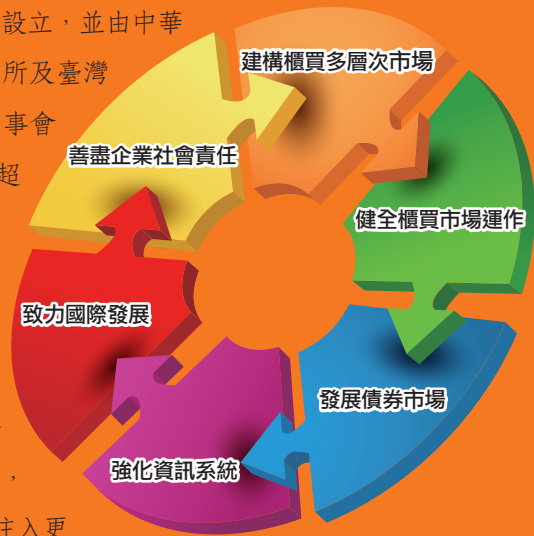 設立，並由中華
所及臺灣
事會
超
，
注入更
建構櫃買多層次市場
健全櫃買市場運作
發展債券市場
強化資訊系統
致力國際發展
善盡企業社會責任